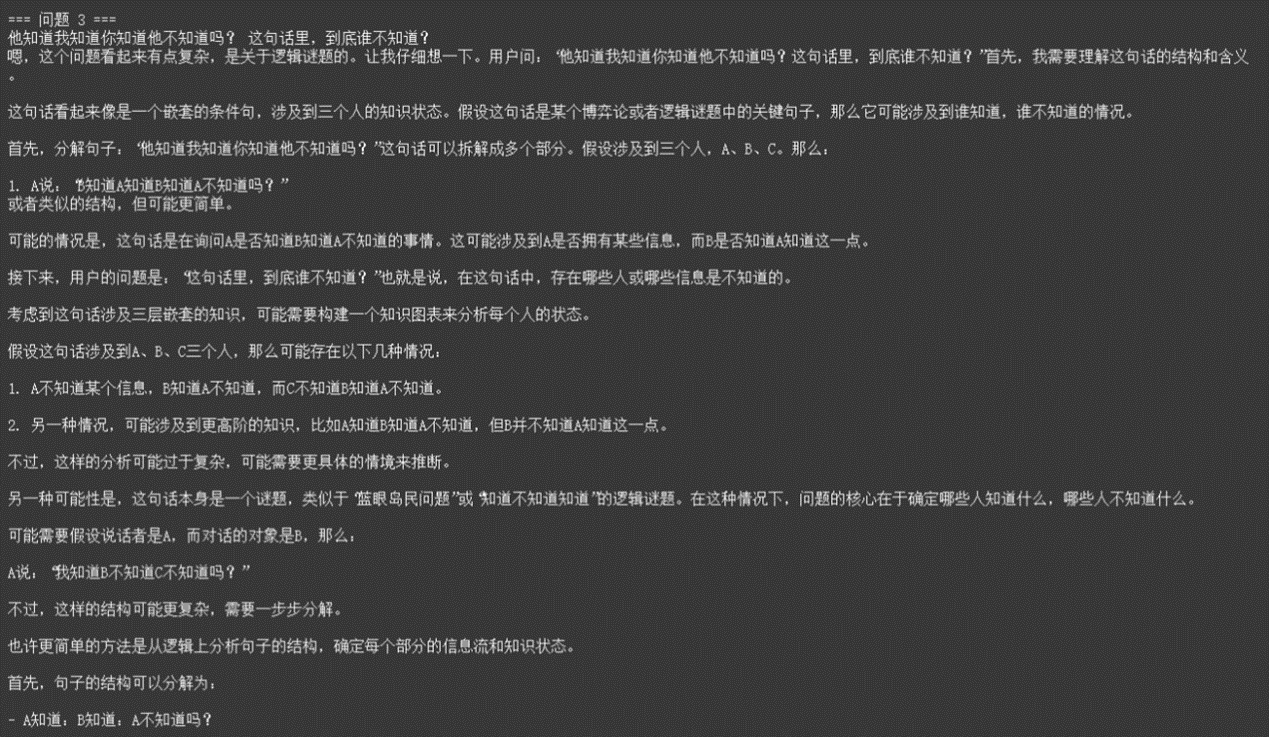 === 问题 3 ===
他知道我知道你知道他不知道吗？ 这句话里，到底谁不知道？
嗯，这个问题看起来有点复杂，是关于逻辑谜题的。让我仔细想一下。用户问：“他知道我知道你知道他不知道吗？这句话里，到底谁不知道？”首先，我需要理解这句话的结构和含义
。
这句话看起来像是一个嵌套的条件句，涉及到三个人的知识状态。假设这句话是某个博弈论或者逻辑谜题中的关键句子，那么它可能涉及到谁知道，谁不知道的情况。
首先，分解句子：“他知道我知道你知道他不知道吗？”这句话可以拆解成多个部分。假设涉及到三个人，A、B、C。那么：
1. A说：“B知道A知道B知道A不知道吗？”
或者类似的结构，但可能更简单。
可能的情况是，这句话是在询问A是否知道B知道A不知道的事情。这可能涉及到A是否拥有某些信息，而B是否知道A知道这一点。
接下来，用户的问题是：“这句话里，到底谁不知道？”也就是说，在这句话中，存在哪些人或哪些信息是不知道的。
考虑到这句话涉及三层嵌套的知识，可能需要构建一个知识图表来分析每个人的状态。
假设这句话涉及到A、B、C三个人，那么可能存在以下几种情况：
1. A不知道某个信息，B知道A不知道，而C不知道B知道A不知道。
2. 另一种情况，可能涉及到更高阶的知识，比如A知道B知道A不知道，但B并不知道A知道这一点。
不过，这样的分析可能过于复杂，可能需要更具体的情境来推断。
另一种可能性是，这句话本身是一个谜题，类似于“蓝眼岛民问题”或“知道不知道知道”的逻辑谜题。在这种情况下，问题的核心在于确定哪些人知道什么，哪些人不知道什么。
可能需要假设说话者是A，而对话的对象是B，那么：
A说：“我知道B不知道C不知道吗？”
不过，这样的结构可能更复杂，需要一步步分解。
也许更简单的方法是从逻辑上分析句子的结构，确定每个部分的信息流和知识状态。
首先，句子的结构可以分解为：
- A知道：B知道：A不知道吗？